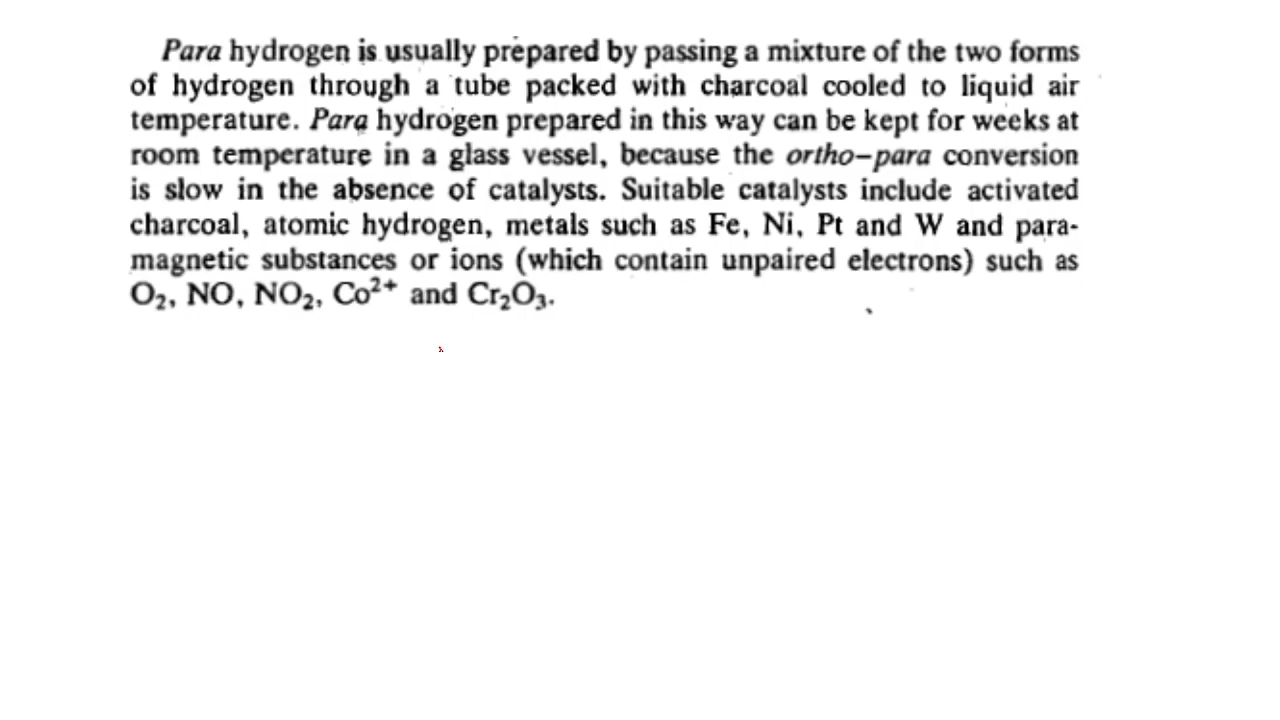 Para hydrogen is usually prepared by passing a mixture of the two forms
of hydrogen through a tube packed with charcoal cooled to liquid air
temperature. Para hydrogen prepared in this way can be kept for weeks at
room temperature in a glass vessel, because the ortho–para conversion
is slow in the absence of catalysts. Suitable catalysts include activated
charcoal, atomic hydrogen, metals such as Fe, Ni, Pt and W and para-
magnetic substances or ions (which contain unpaired electrons) such as
O₂, NO, NO₂, Co²⁺ and Cr₂O₃.